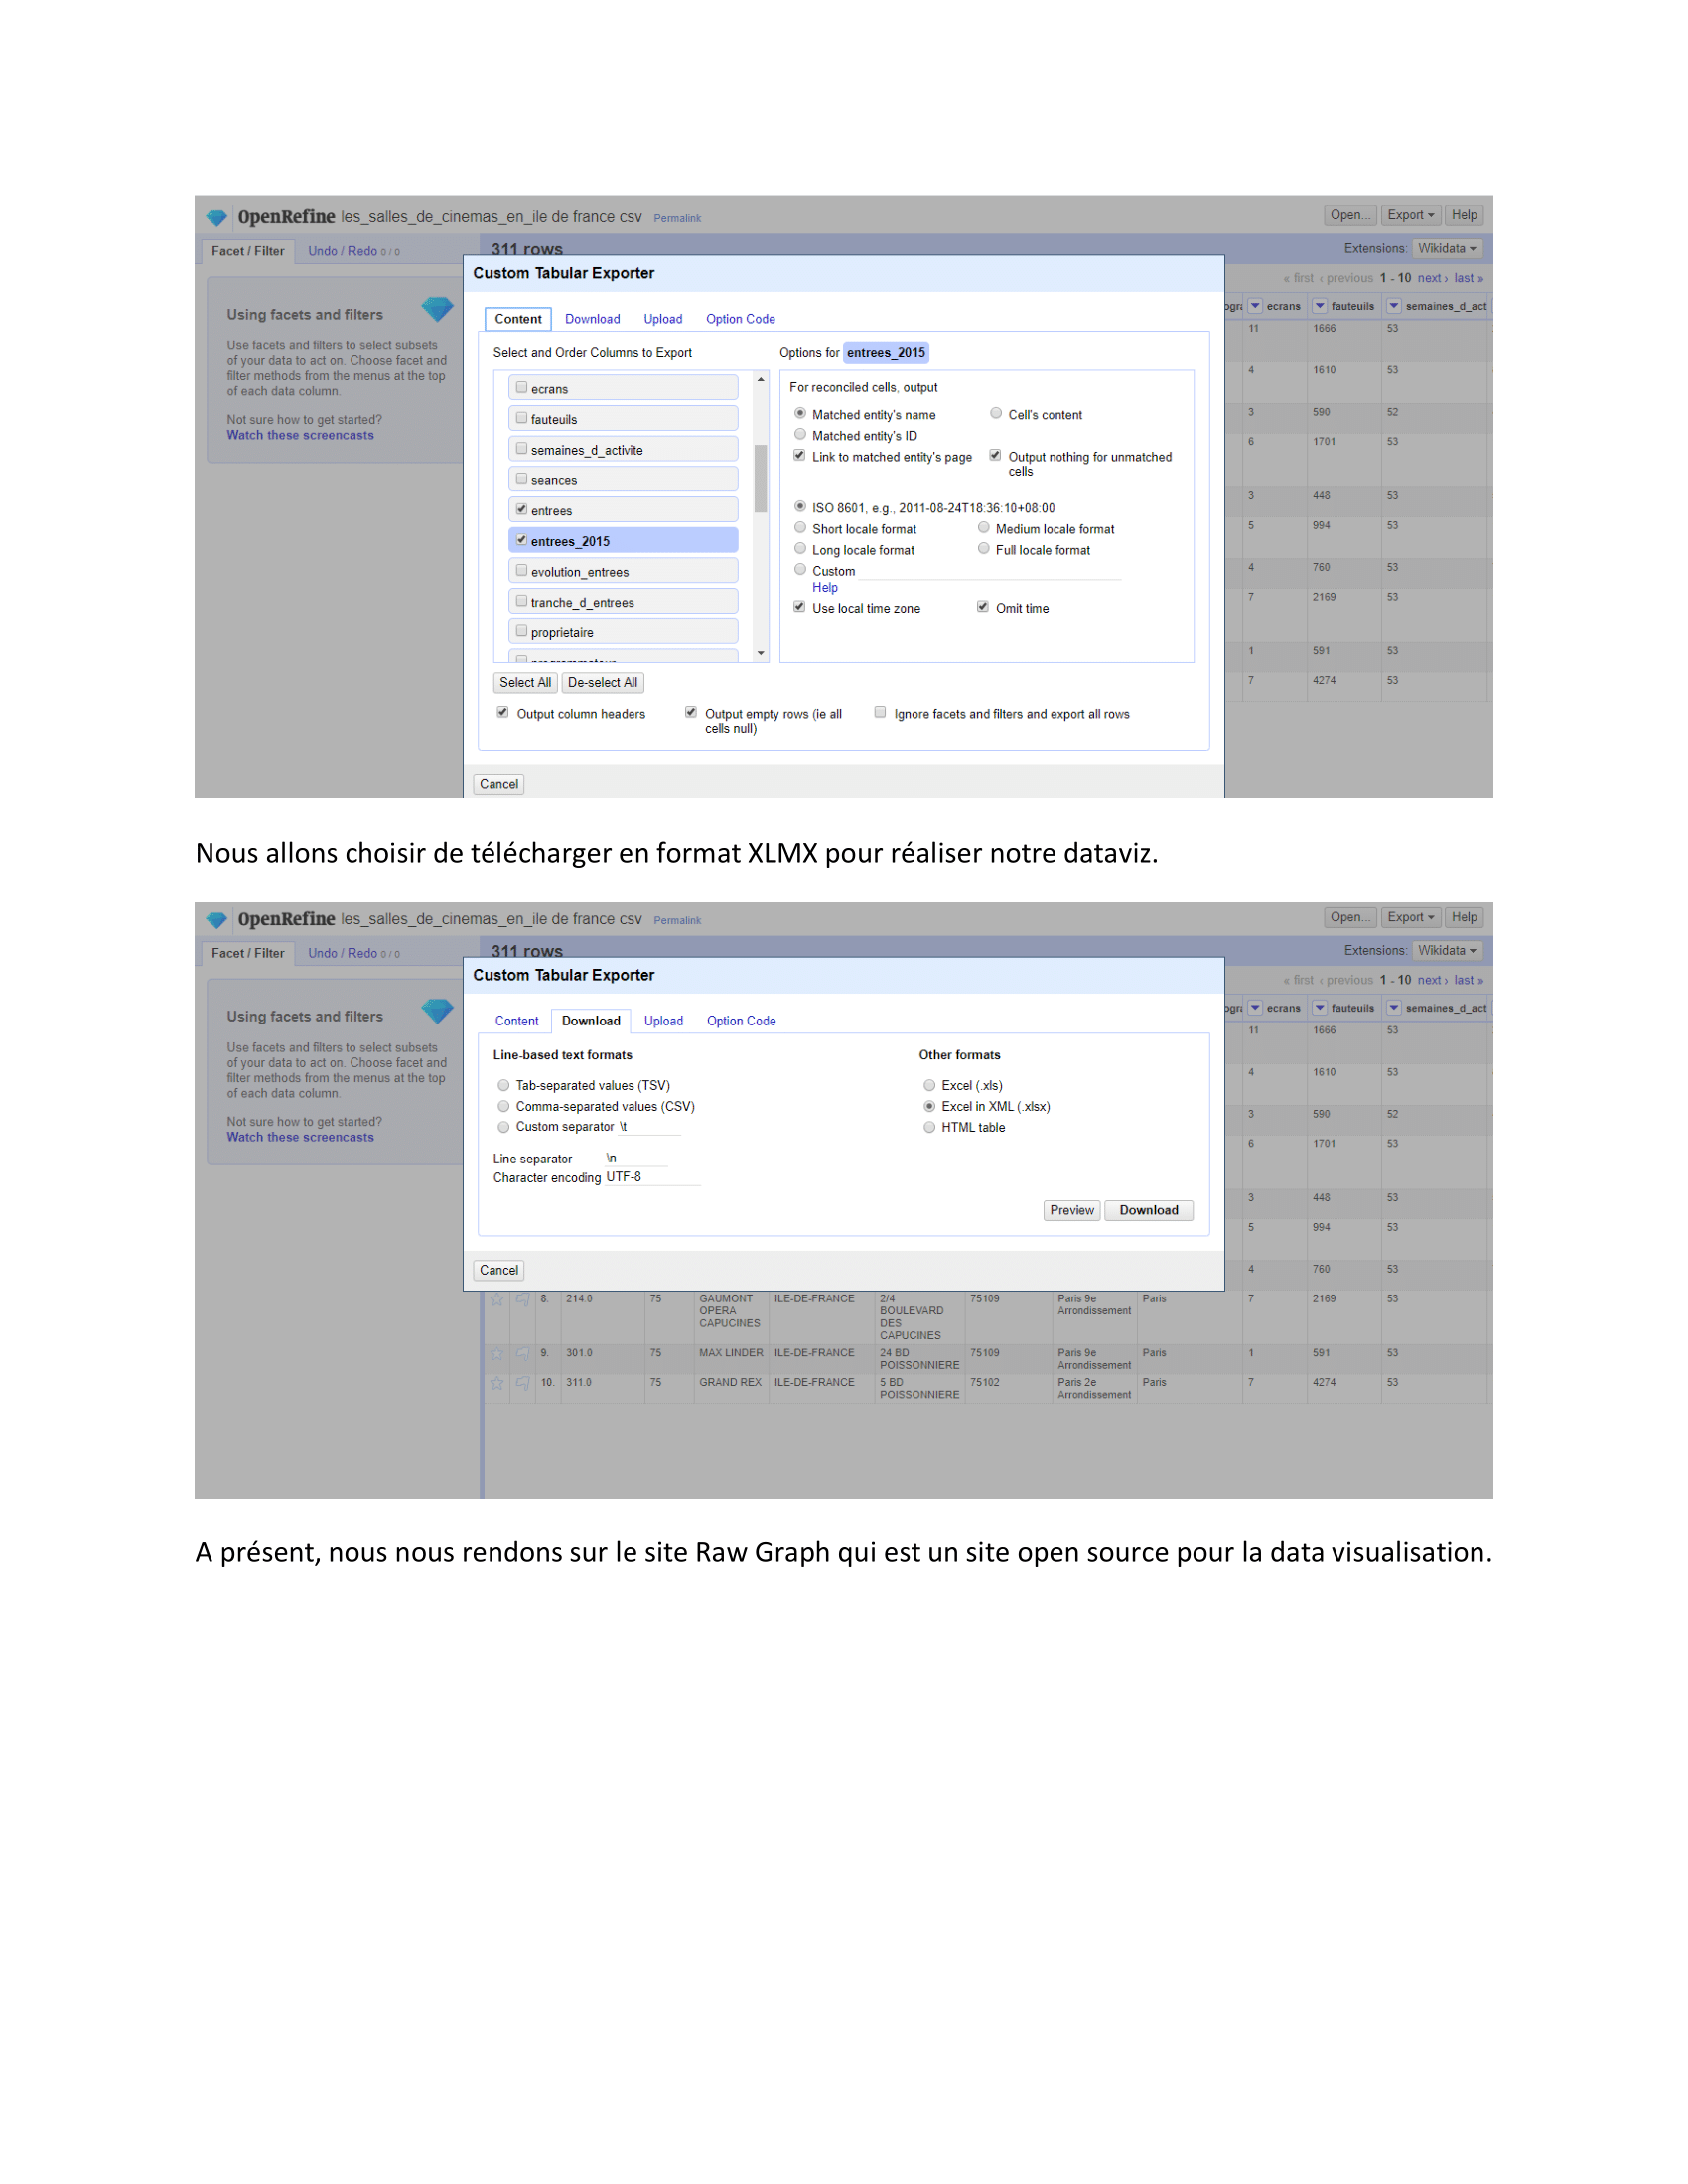 OpenRefine les_salles_de_cinemas_en_ile de france csv Permalink Open... Export Help
Facet / Filter Undo / Redo 0 / 0 311 rows Extensions: Wikidata
Custom Tabular Exporter
« first ‹ previous 1 - 10 next › last »
Using facets and filters
Use facets and filters to select subsets
of your data to act on. Choose facet and
filter methods from the menus at the top
of each data column.
Not sure how to get started?
Watch these screencasts
Content Download Upload Option Code
Select and Order Columns to Export
ecrans
fauteuils
semaines_d_activite
seances
entrees
entrees_2015
evolution_entrees
tranche_d_entrees
proprietaire
Select All De-select All
Options for entrees_2015
For reconciled cells, output
Matched entity's name Cell's content
Matched entity's ID
Link to matched entity's page Output nothing for unmatched
cells
ISO 8601, e.g., 2011-08-24T18:36:10+08:00
Short locale format Medium locale format
Long locale format Full locale format
Custom
Help
Use local time zone Omit time
Output column headers Output empty rows (ie all Ignore facets and filters and export all rows
cells null)
Cancel
ecrans fauteuils semaines_d_act
11 1666 53
4 1610 53
3 590 52
6 1701 53
3 448 53
5 994 53
4 760 53
7 2169 53
1 591 53
7 4274 53
Nous allons choisir de télécharger en format XLMX pour réaliser notre dataviz.
OpenRefine les_salles_de_cinemas_en_ile de france csv Permalink Open... Export Help
Facet / Filter Undo / Redo 0 / 0 311 rows Extensions: Wikidata
Custom Tabular Exporter
« first ‹ previous 1 - 10 next › last »
Using facets and filters
Use facets and filters to select subsets
of your data to act on. Choose facet and
filter methods from the menus at the top
of each data column.
Not sure how to get started?
Watch these screencasts
Content Download Upload Option Code
Line-based text formats
Tab-separated values (TSV)
Comma-separated values (CSV)
Custom separator \t
Line separator \n
Character encoding UTF-8
Other formats
Excel (.xls)
Excel in XML (.xlsx)
HTML table
Preview Download
Cancel
ecrans fauteuils semaines_d_act
11 1666 53
4 1610 53
3 590 52
6 1701 53
3 448 53
5 994 53
4 760 53
8. 214.0 75 GAUMONT ILE-DE-FRANCE 2/4 75109 Paris 9e Paris 7 2169 53
OPERA BOULEVARD Arrondissement
CAPUCINES DES
CAPUCINES
9. 301.0 75 MAX LINDER ILE-DE-FRANCE 24 BD 75109 Paris 9e Paris 1 591 53
POISSONNIERE Arrondissement
10. 311.0 75 GRAND REX ILE-DE-FRANCE 5 BD 75102 Paris 2e Paris 7 4274 53
POISSONNIERE Arrondissement
A présent, nous nous rendons sur le site Raw Graph qui est un site open source pour la data visualisation.